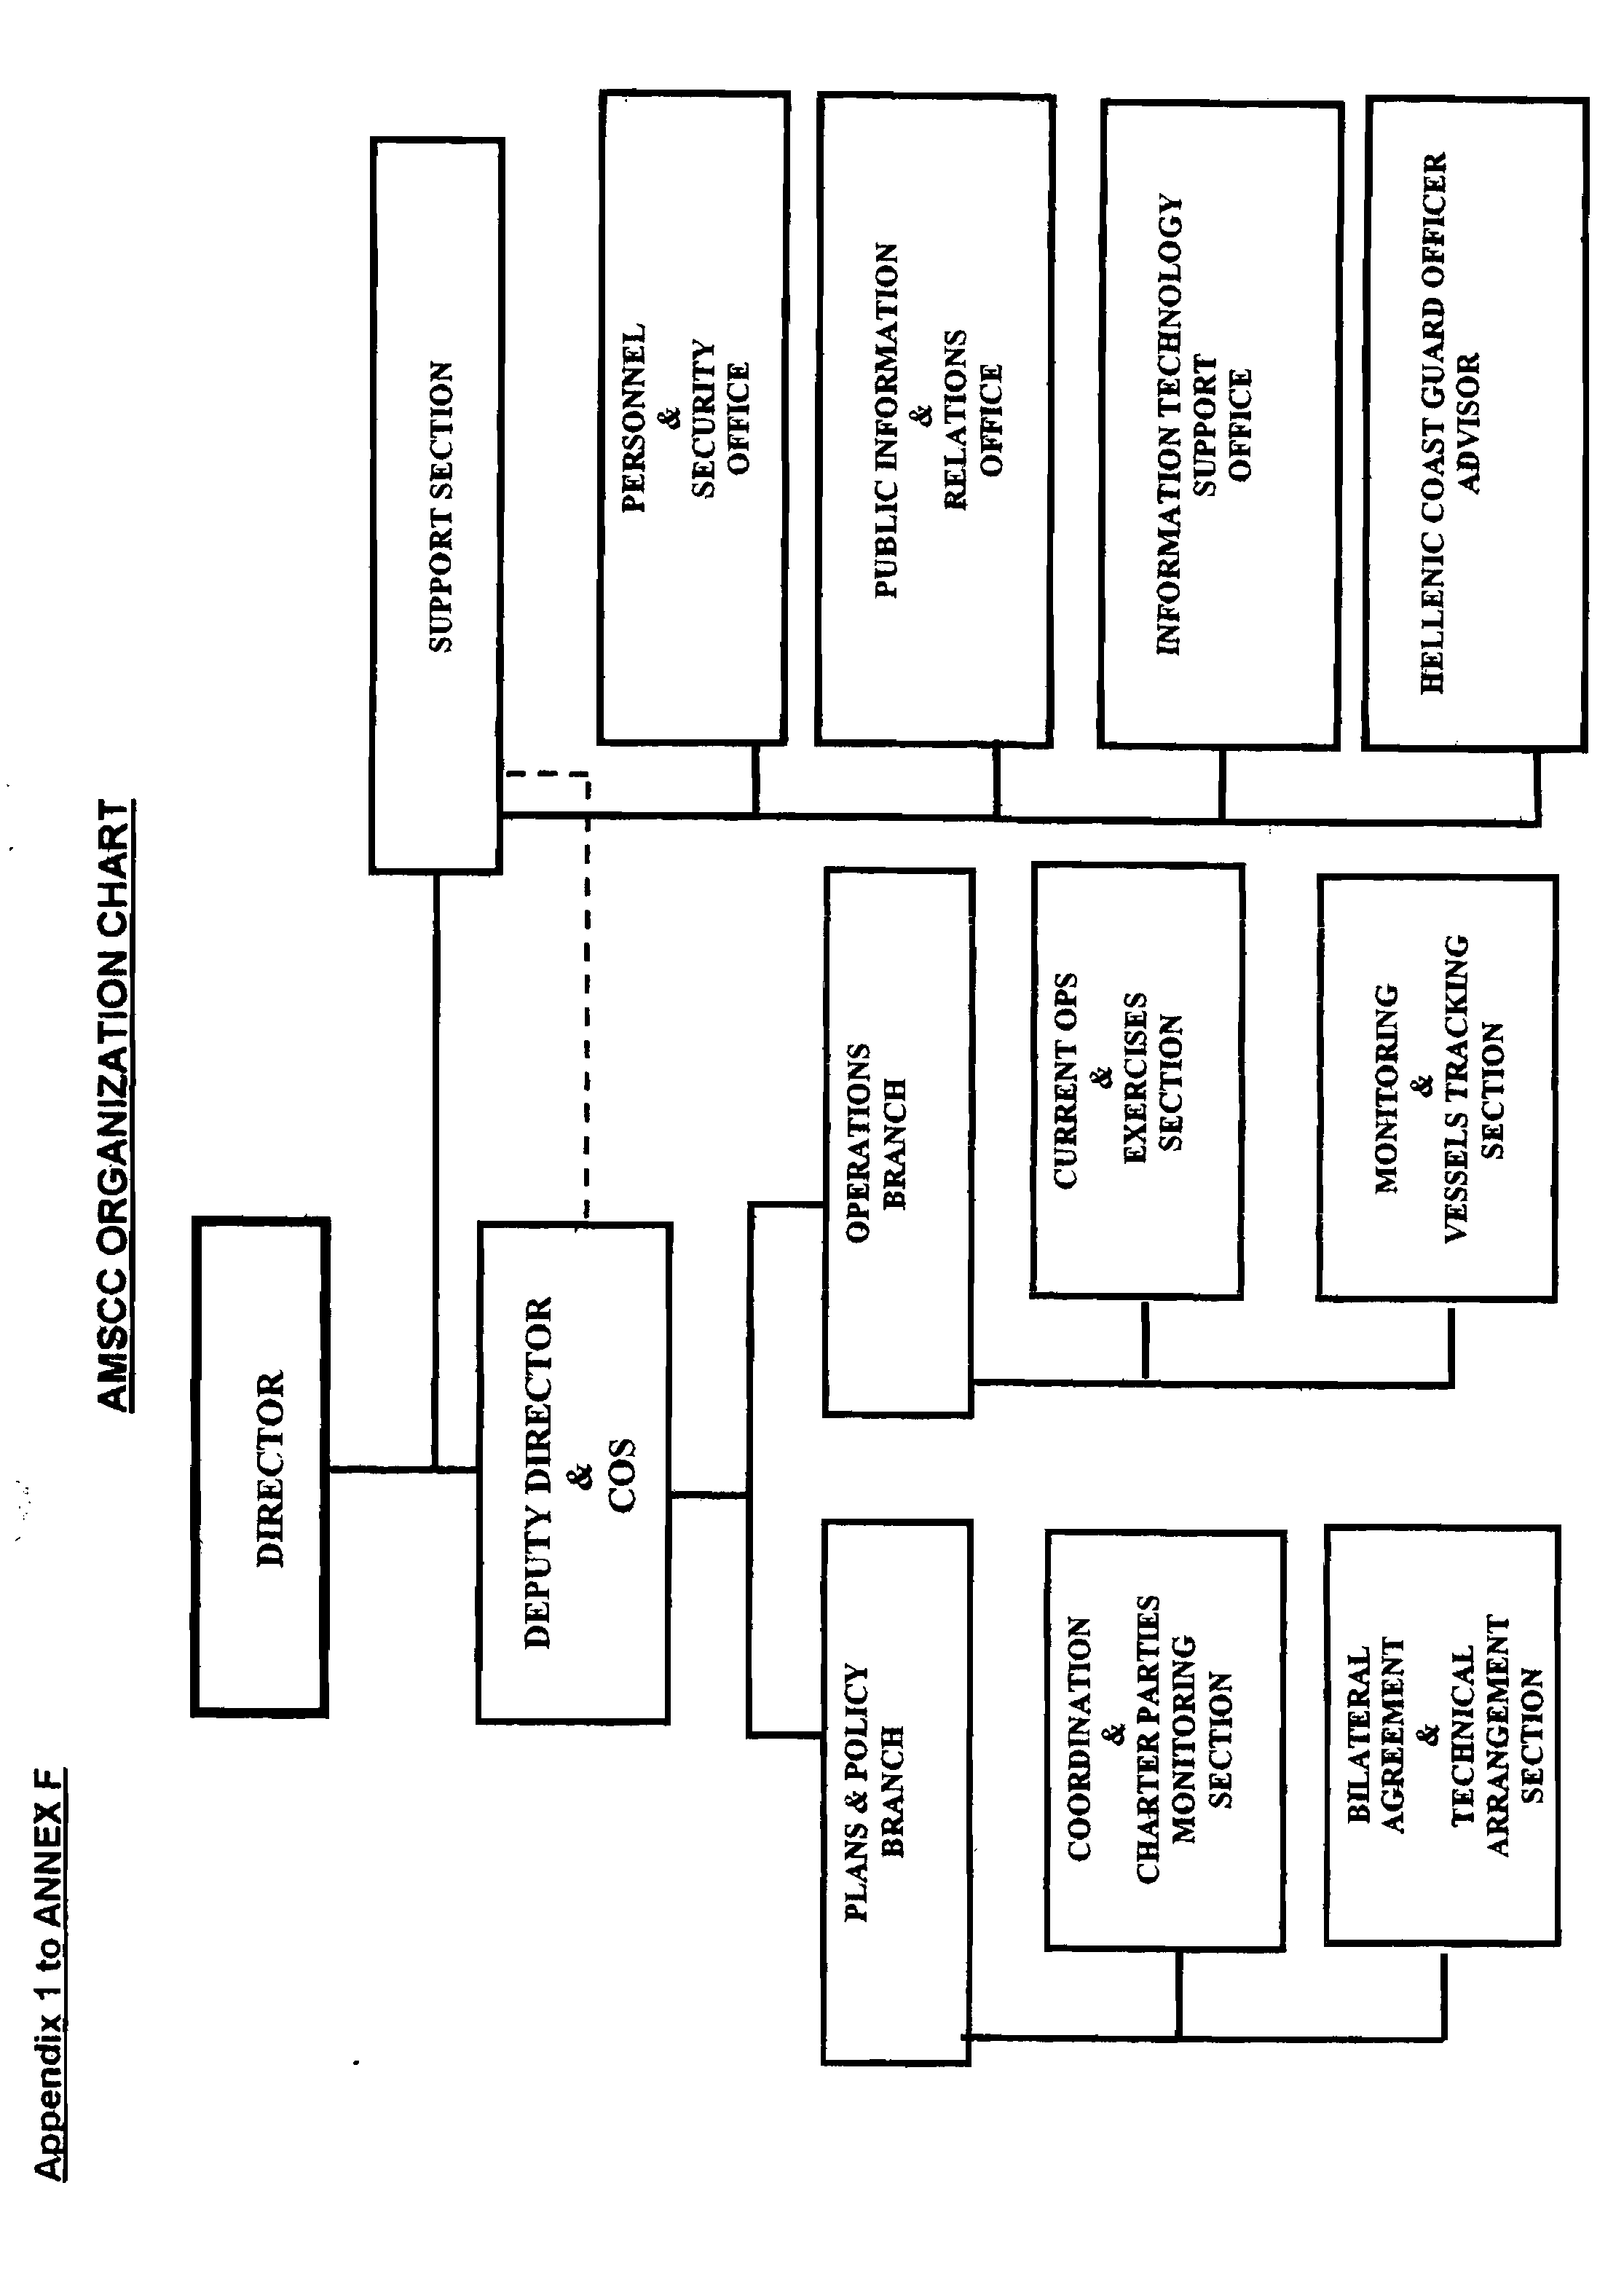 Appendix 1 to ANNEX F
AMSCC ORGANIZATION CHART
DIRECTOR
SUPPORT SECTION
DEPUTY DIRECTOR
&
COS
PERSONNEL
&
SECURITY
OFFICE
PLANS & POLICY
BRANCH
OPERATIONS
BRANCH
PUBLIC INFORMATION
&
RELATIONS
OFFICE
COORDINATION
&
CHARTER PARTIES
MONITORING
SECTION
CURRENT OPS
&
EXERCISES
SECTION
INFORMATION TECHNOLOGY
SUPPORT
OFFICE
BILATERAL
AGREEMENT
&
TECHNICAL
ARRANGEMENT
SECTION
MONITORING
&
VESSELS TRACKING
SECTION
HELLENIC COAST GUARD OFFICER
ADVISOR